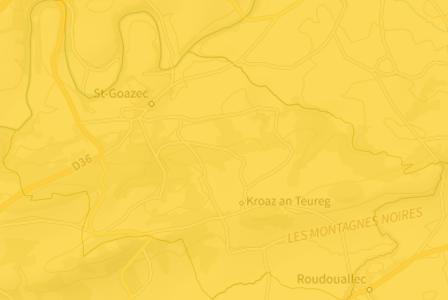 St-Goazec
D36
Kroaz an Teureg
LES MONTAGNES NOIRES
Roudouallec